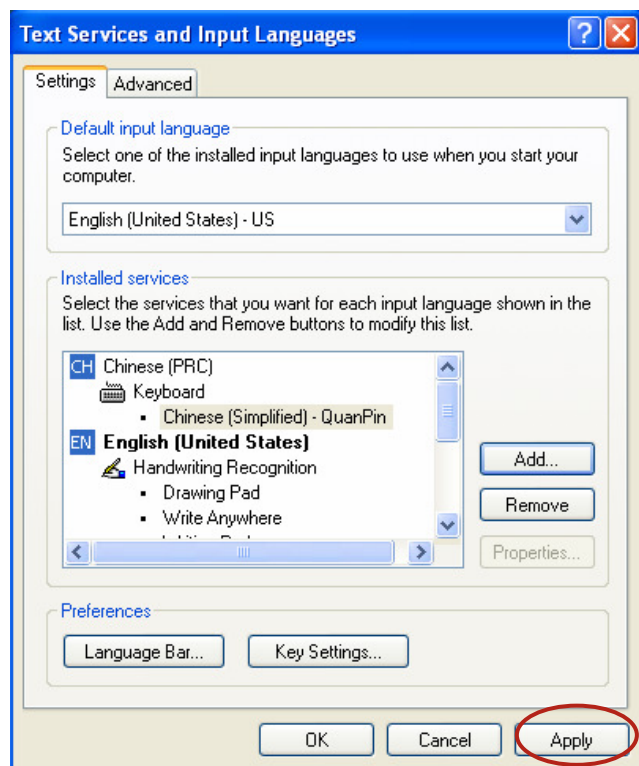 Text Services and Input Languages
Settings
Advanced
Default input language
Select one of the installed input languages to use when you start your
computer.
English (United States) - US
Installed services
Select the services that you want for each input language shown in the
list. Use the Add and Remove buttons to modify this list.
CH Chinese (PRC)
Keyboard
Chinese (Simplified) - QuanPin
EN English (United States)
Handwriting Recognition
Drawing Pad
Write Anywhere
Add...
Remove
Properties...
Preferences
Language Bar...
Key Settings...
OK
Cancel
Apply